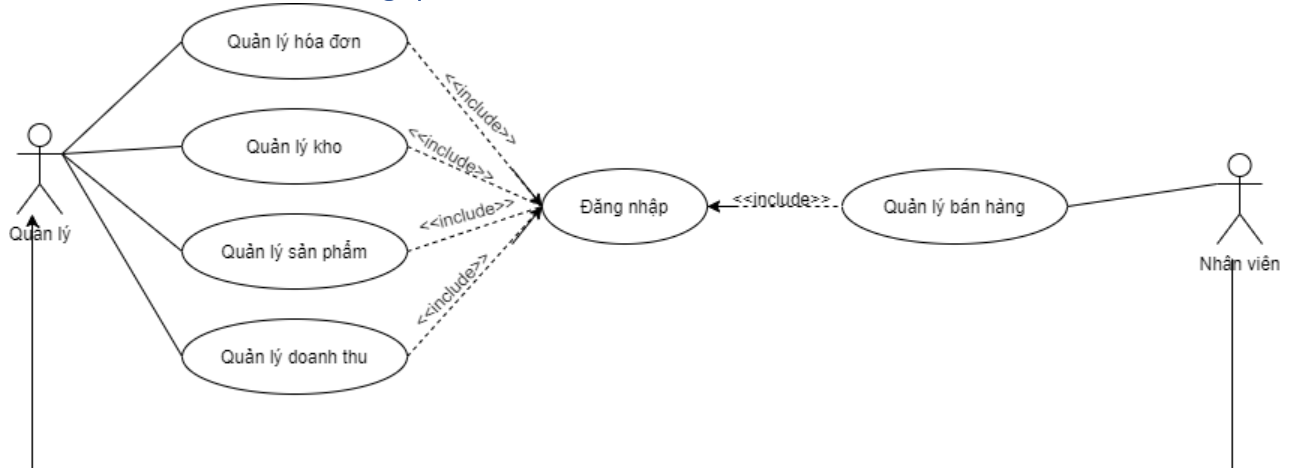 Quản lý hóa đơn
<<include>>
Quản lý kho
<<include>>
Quản lý
Đăng nhập
<<include>>
Quản lý bán hàng
Nhân viên
<<include>>
Quản lý sản phẩm
<<include>>
Quản lý doanh thu